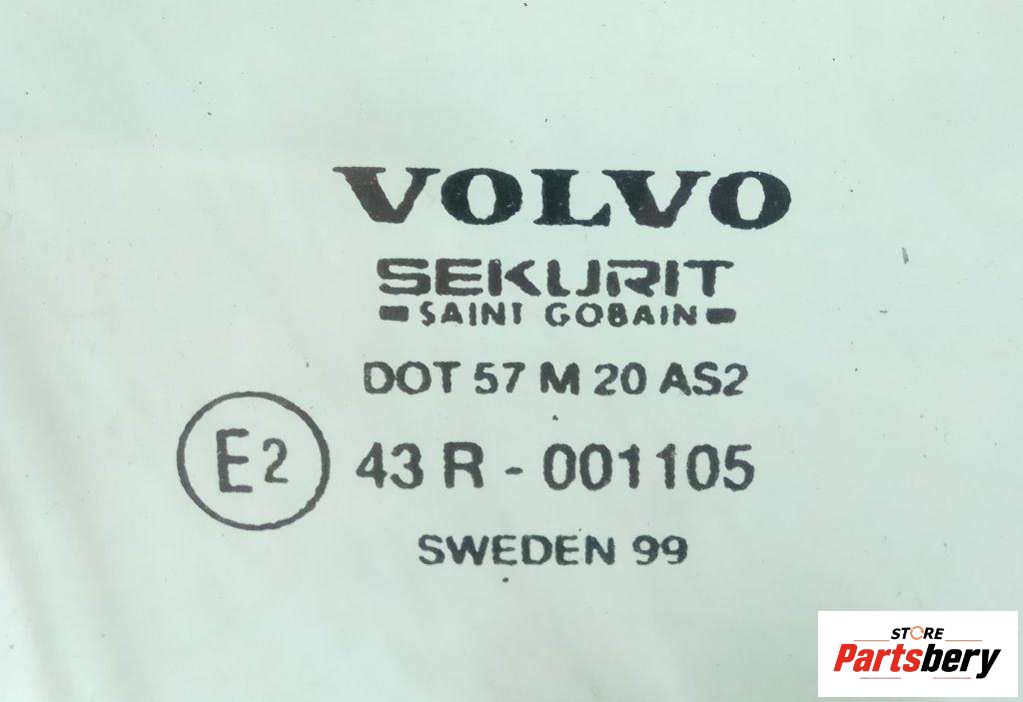 VOLVO
SEKURIT
SAINT GOBAIN
DOT 57 M 20 AS2
E2 43 R - 001105
SWEDEN 99
STORE
Partsbery